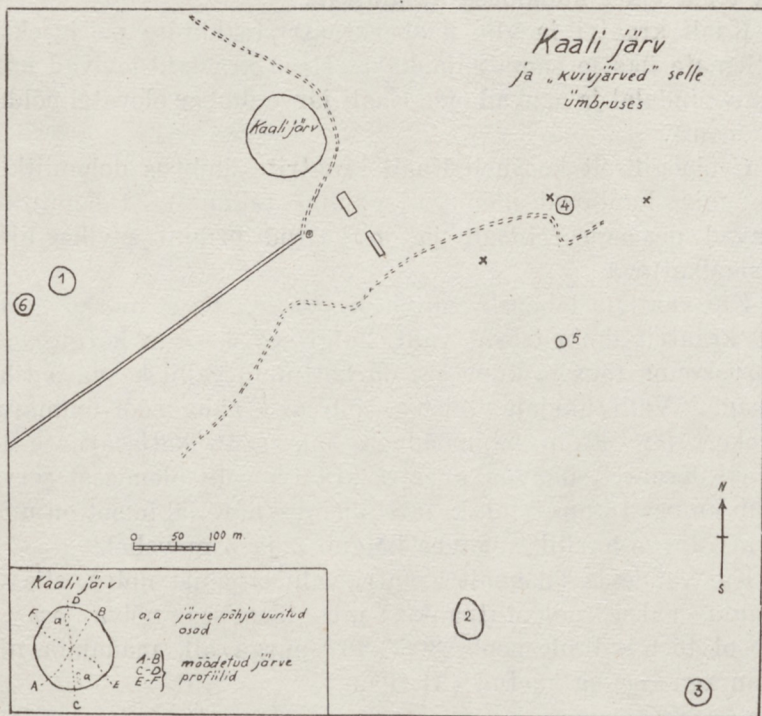 Kaali järv
ja „kuivjärved" selle
ümbruses
Kaali järv
4
1
6
5
N
S
0 50 100 m.
2
3
Kaali järv
D
F
B
a
a
A
E
C
a,a järve põhja uuritud
osad
A-B
C-D
E-F
mõõdetud järve
profiilid